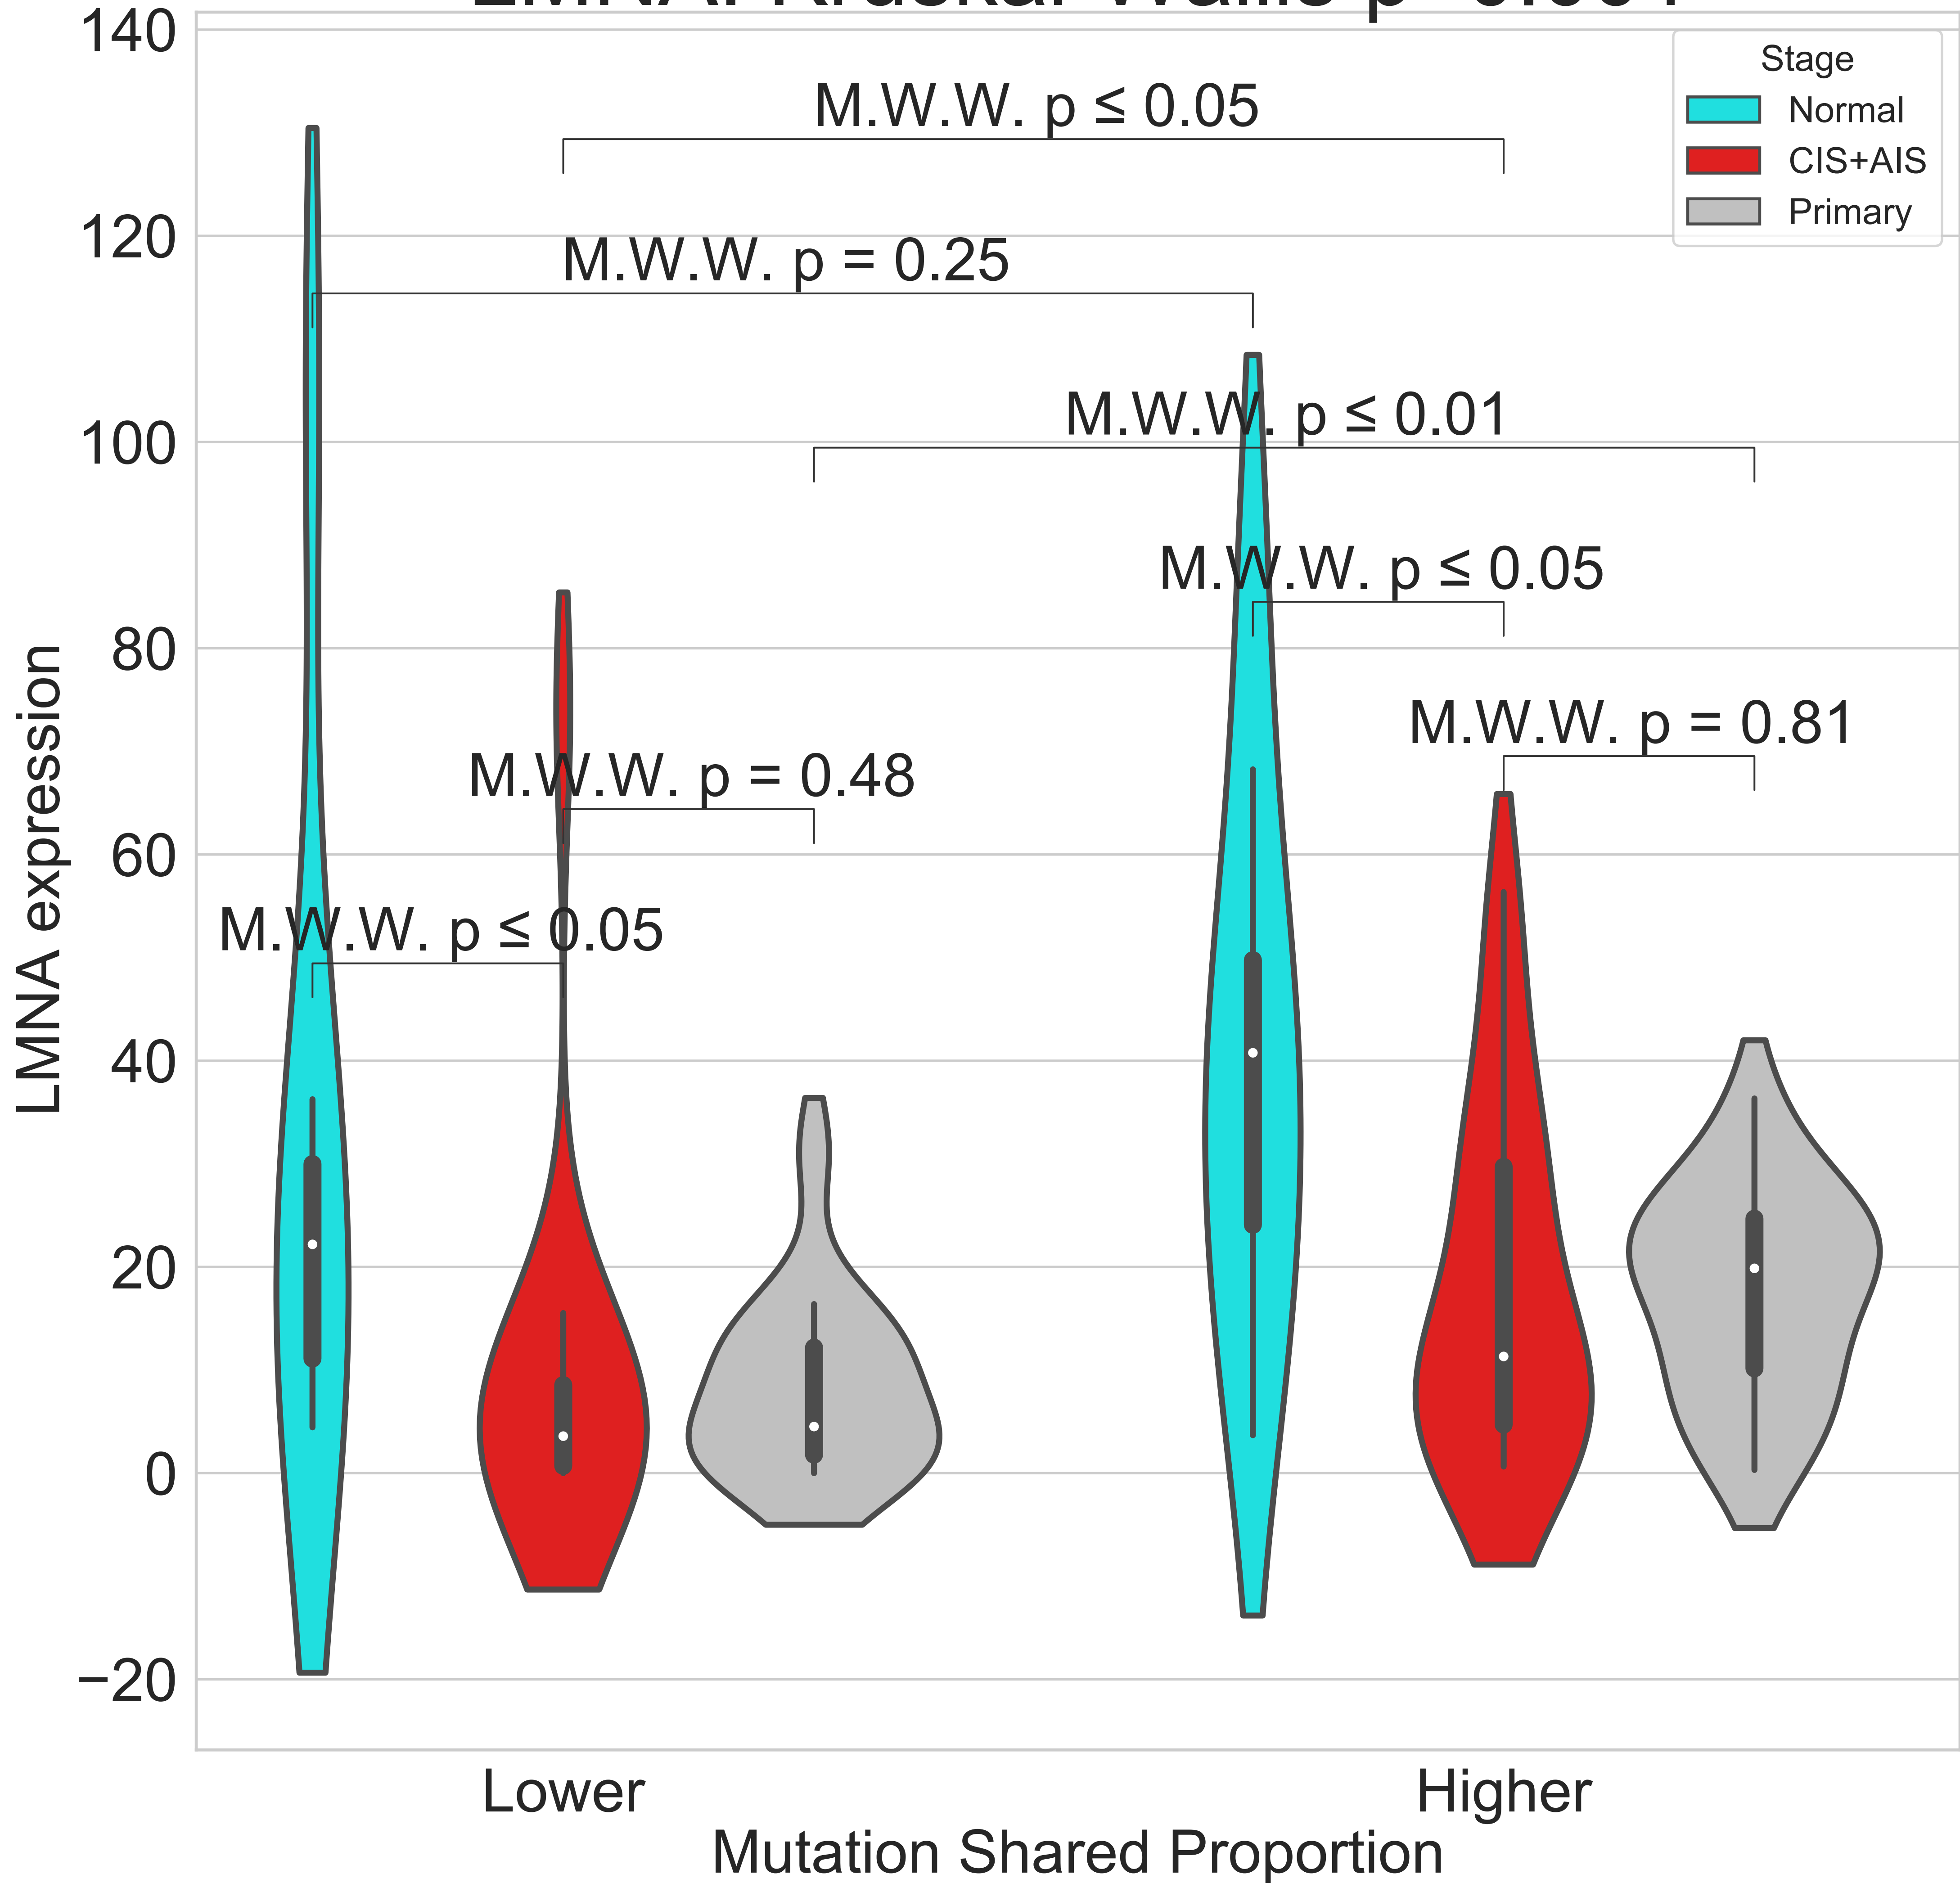 140
120
100
80
60
40
20
0
−20
LMNA expression
Stage
Normal
CIS+AIS
Primary
M.W.W. p ≤ 0.05
M.W.W. p = 0.25
M.W.W. p ≤ 0.01
M.W.W. p ≤ 0.05
M.W.W. p = 0.81
M.W.W. p = 0.48
M.W.W. p ≤ 0.05
Lower
Higher
Mutation Shared Proportion